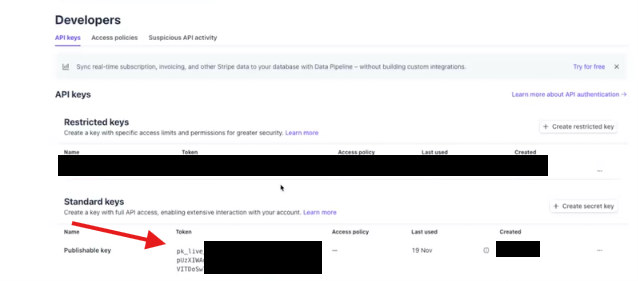 Developers
API keys Access policies Suspicious API activity
Sync real-time subscription, invoicing, and other Stripe data to your database with Data Pipeline – without building custom integrations. Try for free ×
API keys Learn more about API authentication →
Restricted keys
Create a key with specific access limits and permissions for greater security. Learn more
+ Create restricted key
Name Token Access policy Last used Created
...
Standard keys
Create a key with full API access, enabling extensive interaction with your account. Learn more
+ Create secret key
Name Token Access policy Last used Created
Publishable key pk_live_ — 19 Nov ...
pUzXIWA
VITDoSw